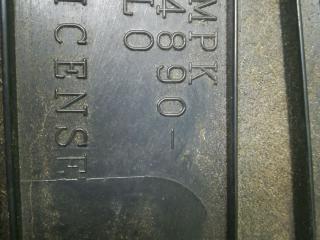 MPK
4890-
LO
ICENSE